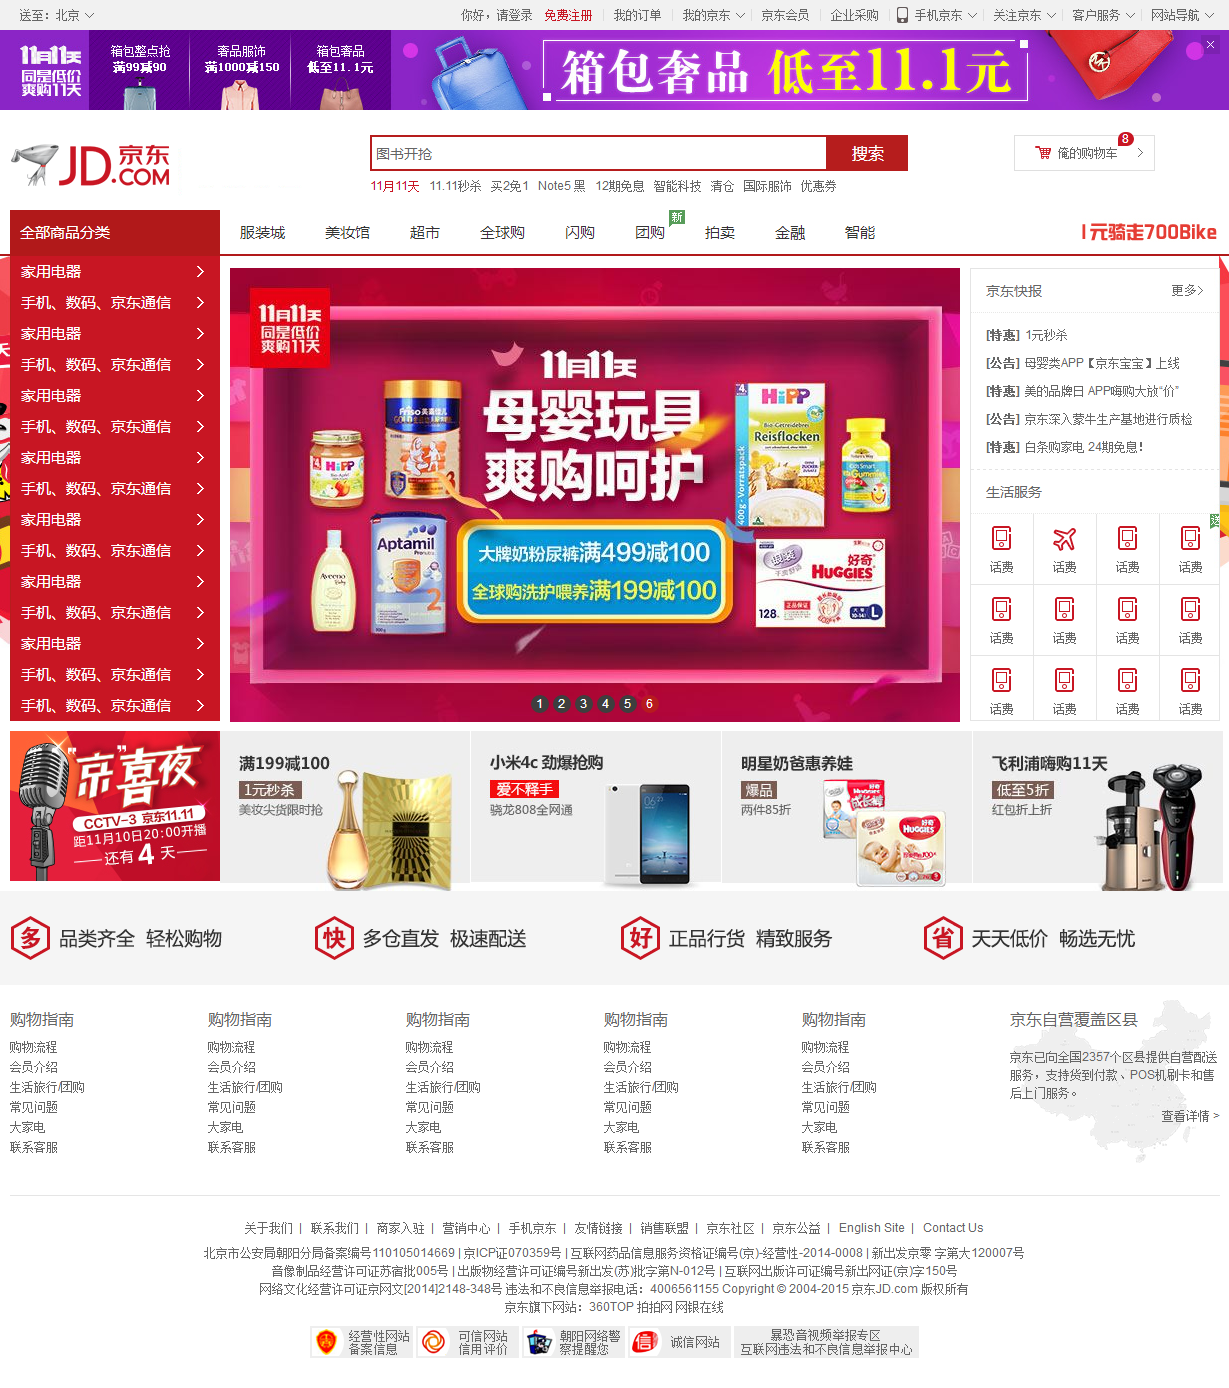 送至：北京
你好，请登录 免费注册 我的订单 我的京东 京东会员 企业采购 手机京东 关注京东 客户服务 网站导航
11月11天
同是低价
爽购11天
箱包整点抢
满99减90
奢品服饰
满1000减150
箱包奢品
低至11.1元
箱包奢品 低至11.1元
JD.COM 京东
图书开抢 搜索
8
俺的购物车
11月11天 11.11秒杀 买2免1 Note5 黑 12期免息 智能科技 清仓 国际服饰 优惠券
全部商品分类
服装城 美妆馆 超市 全球购 闪购 团购 新 拍卖 金融 智能
1元骑走700Bike
家用电器
手机、数码、京东通信
家用电器
手机、数码、京东通信
家用电器
手机、数码、京东通信
家用电器
手机、数码、京东通信
家用电器
手机、数码、京东通信
家用电器
手机、数码、京东通信
家用电器
手机、数码、京东通信
手机、数码、京东通信
11月11天
同是低价
爽购11天
11月11天
母婴玩具
爽购呵护
大牌奶粉尿裤满499减100
全球购洗护喂养满199减100
HiPP
Friso 美素佳儿
3
4.
HiPP
Bio-Getreidebrei
Reisflocken
400g · Vorratspack
Kids Smart
Vita Gummies
Aveeno
Baby
Aptamil
2
好奇
HUGGIES
128
正品保证
L
1 2 3 4 5 6
京东快报 更多
[特惠] 1元秒杀
[公告] 母婴类APP【京东宝宝】上线
[特惠] 美的品牌日 APP嗨购大放“价”
[公告] 京东深入蒙牛生产基地进行质检
[特惠] 白条购家电 24期免息！
生活服务
话费 话费 话费 话费
话费 话费 话费 话费
话费 话费 话费 话费
“京”喜夜
CCTV-3 京东11.11
距11月10日20:00开播
还有4天
满199减100
1元秒杀
美妆尖货限时抢
小米4c 劲爆抢购
爱不释手
骁龙808全网通
明星奶爸惠养娃
爆品
两件85折
飞利浦嗨购11天
低至5折
红包折上折
多 品类齐全 轻松购物
快 多仓直发 极速配送
好 正品行货 精致服务
省 天天低价 畅选无忧
购物指南 购物指南 购物指南 购物指南 购物指南 京东自营覆盖区县
购物流程 购物流程 购物流程 购物流程 购物流程
会员介绍 会员介绍 会员介绍 会员介绍 会员介绍
生活旅行/团购 生活旅行/团购 生活旅行/团购 生活旅行/团购 生活旅行/团购
常见问题 常见问题 常见问题 常见问题 常见问题
大家电 大家电 大家电 大家电 大家电
联系客服 联系客服 联系客服 联系客服 联系客服
京东已向全国2357个区县提供自营配送
服务，支持货到付款、POS机刷卡和售
后上门服务。
查看详情 >
关于我们 | 联系我们 | 商家入驻 | 营销中心 | 手机京东 | 友情链接 | 销售联盟 | 京东社区 | 京东公益 | English Site | Contact Us
北京市公安局朝阳分局备案编号110105014669 | 京ICP证070359号 | 互联网药品信息服务资格证编号(京)-经营性-2014-0008 | 新出发京零 字第大120007号
音像制品经营许可证苏宿批005号 | 出版物经营许可证编号新出发(苏)批字第N-012号 | 互联网出版许可证编号新出网证(京)字150号
网络文化经营许可证京网文[2014]2148-348号 违法和不良信息举报电话：4006561155 Copyright © 2004-2015 京东JD.com 版权所有
京东旗下网站：360TOP 拍拍网 网银在线
经营性网站
备案信息
可信网站
信用评价
朝阳网络警
察提醒您
信 诚信网站
暴恐音视频举报专区
互联网违法和不良信息举报中心